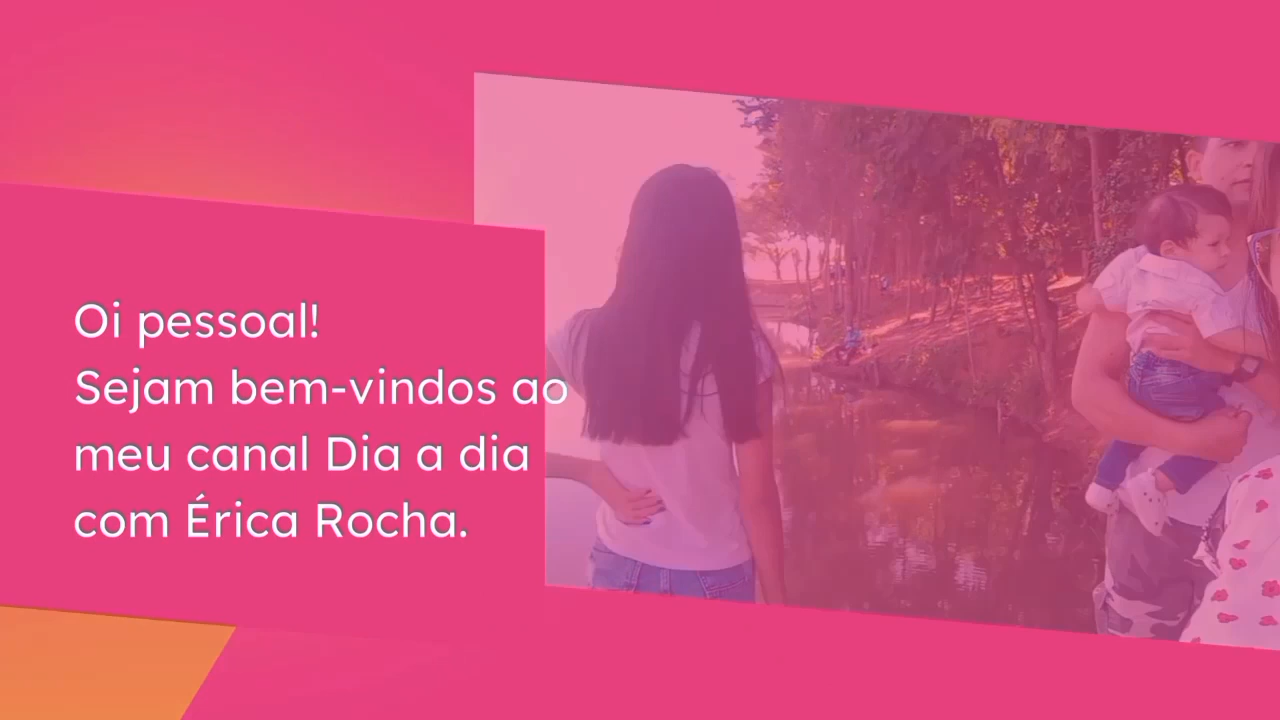 Oi pessoal!
Sejam bem-vindos ao
meu canal Dia a dia
com Érica Rocha.